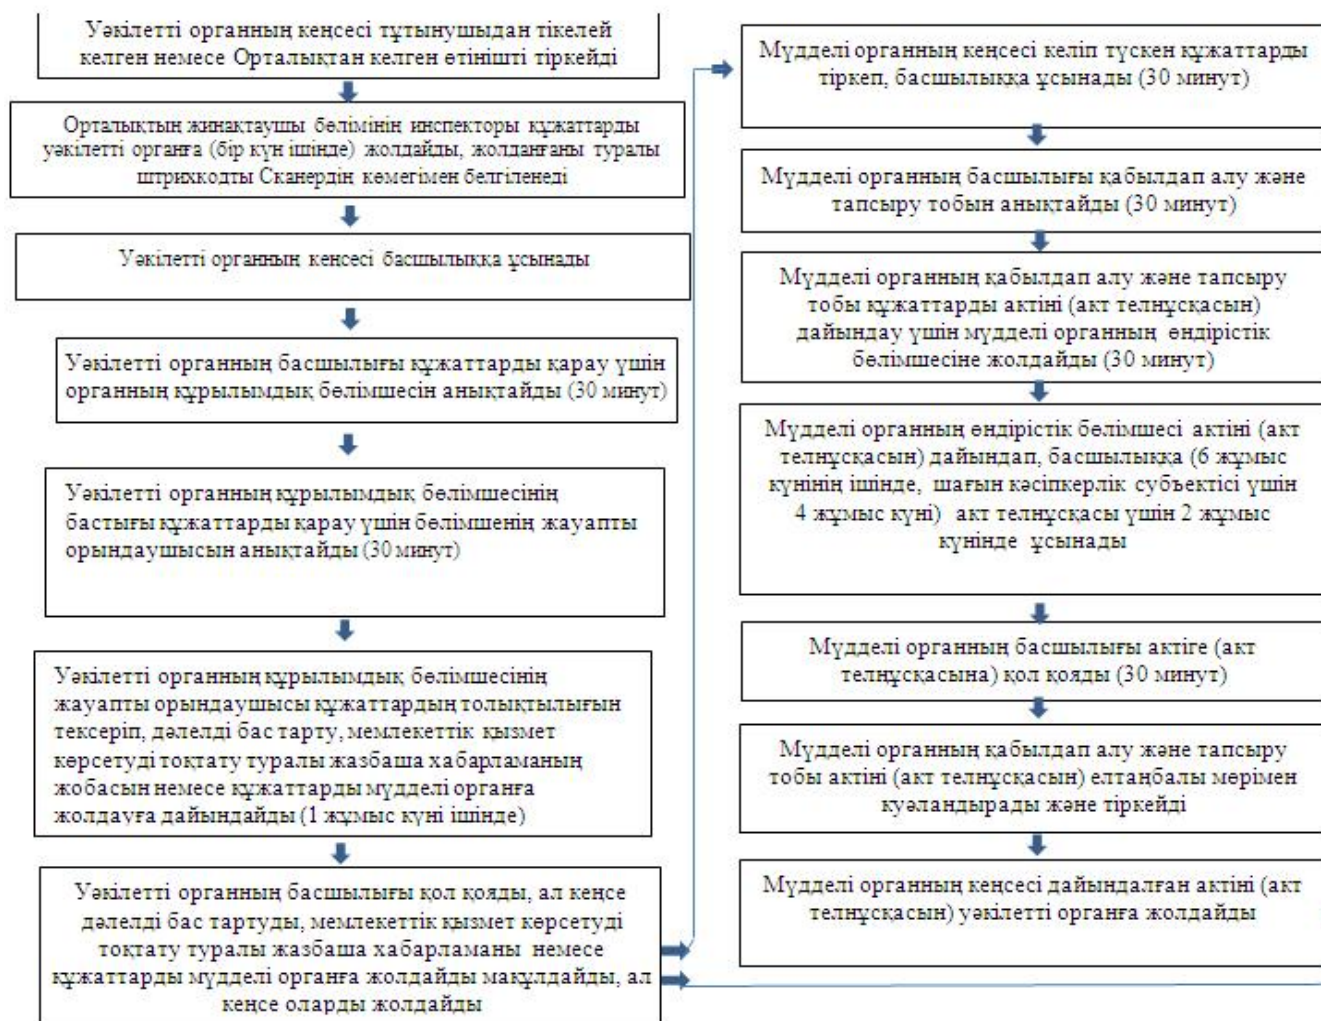 Уәкілетті органның кеңсесі тұтынушыдан тікелей
келген немесе Орталықтан келген өтінішті тіркейді
Орталықтың жинақтаушы бөлімінің инспекторы құжаттарды
уәкілетті органға (бір күн ішінде) жолдайды, жолданғаны туралы
штрихкодты Сканердің көмегімен белгіленеді
Уәкілетті органның кеңсесі басшылыққа ұсынады
Уәкілетті органның басшылығы құжаттарды қарау үшін
органның құрылымдық бөлімшесін анықтайды (30 минут)
Уәкілетті органның құрылымдық бөлімшесінің
бастығы құжаттарды қарау үшін бөлімшенің жауапты
орындаушысын анықтайды (30 минут)
Уәкілетті органның құрылымдық бөлімшесінің
жауапты орындаушысы құжаттардың толықтылығын
тексеріп, дәлелді бас тарту, мемлекеттік қызмет
көрсетуді тоқтату туралы жазбаша хабарламаның
жобасын немесе құжаттарды мүдделі органға
жолдауға дайындайды (1 жұмыс күні ішінде)
Уәкілетті органның басшылығы қол қояды, ал кеңсе
дәлелді бас тартуды, мемлекеттік қызмет көрсетуді
тоқтату туралы жазбаша хабарламаны немесе
құжаттарды мүдделі органға жолдайды мақұлдайды, ал
кеңсе оларды жолдайды
Мүдделі органның кеңсесі келіп түскен құжаттарды
тіркеп, басшылыққа ұсынады (30 минут)
Мүдделі органның басшылығы қабылдап алу және
тапсыру тобын анықтайды (30 минут)
Мүдделі органның қабылдап алу және тапсыру
тобы құжаттарды актіні (акт телнұсқасын)
дайындау үшін мүдделі органның өндірістік
бөлімшесіне жолдайды (30 минут)
Мүдделі органның өндірістік бөлімшесі актіні (акт
телнұсқасын) дайындап, басшылыққа (6 жұмыс
күнінің ішінде, шағын кәсіпкерлік субъектісі үшін
4 жұмыс күні) акт телнұсқасы үшін 2 жұмыс
күнінде ұсынады
Мүдделі органның басшылығы актіге (акт
телнұсқасына) қол қояды (30 минут)
Мүдделі органның қабылдап алу және тапсыру
тобы актіні (акт телнұсқасын) елтаңбалы мөрімен
куәландырады және тіркейді
Мүдделі органның кеңсесі дайындалған актіні (акт
телнұсқасын) уәкілетті органға жолдайды